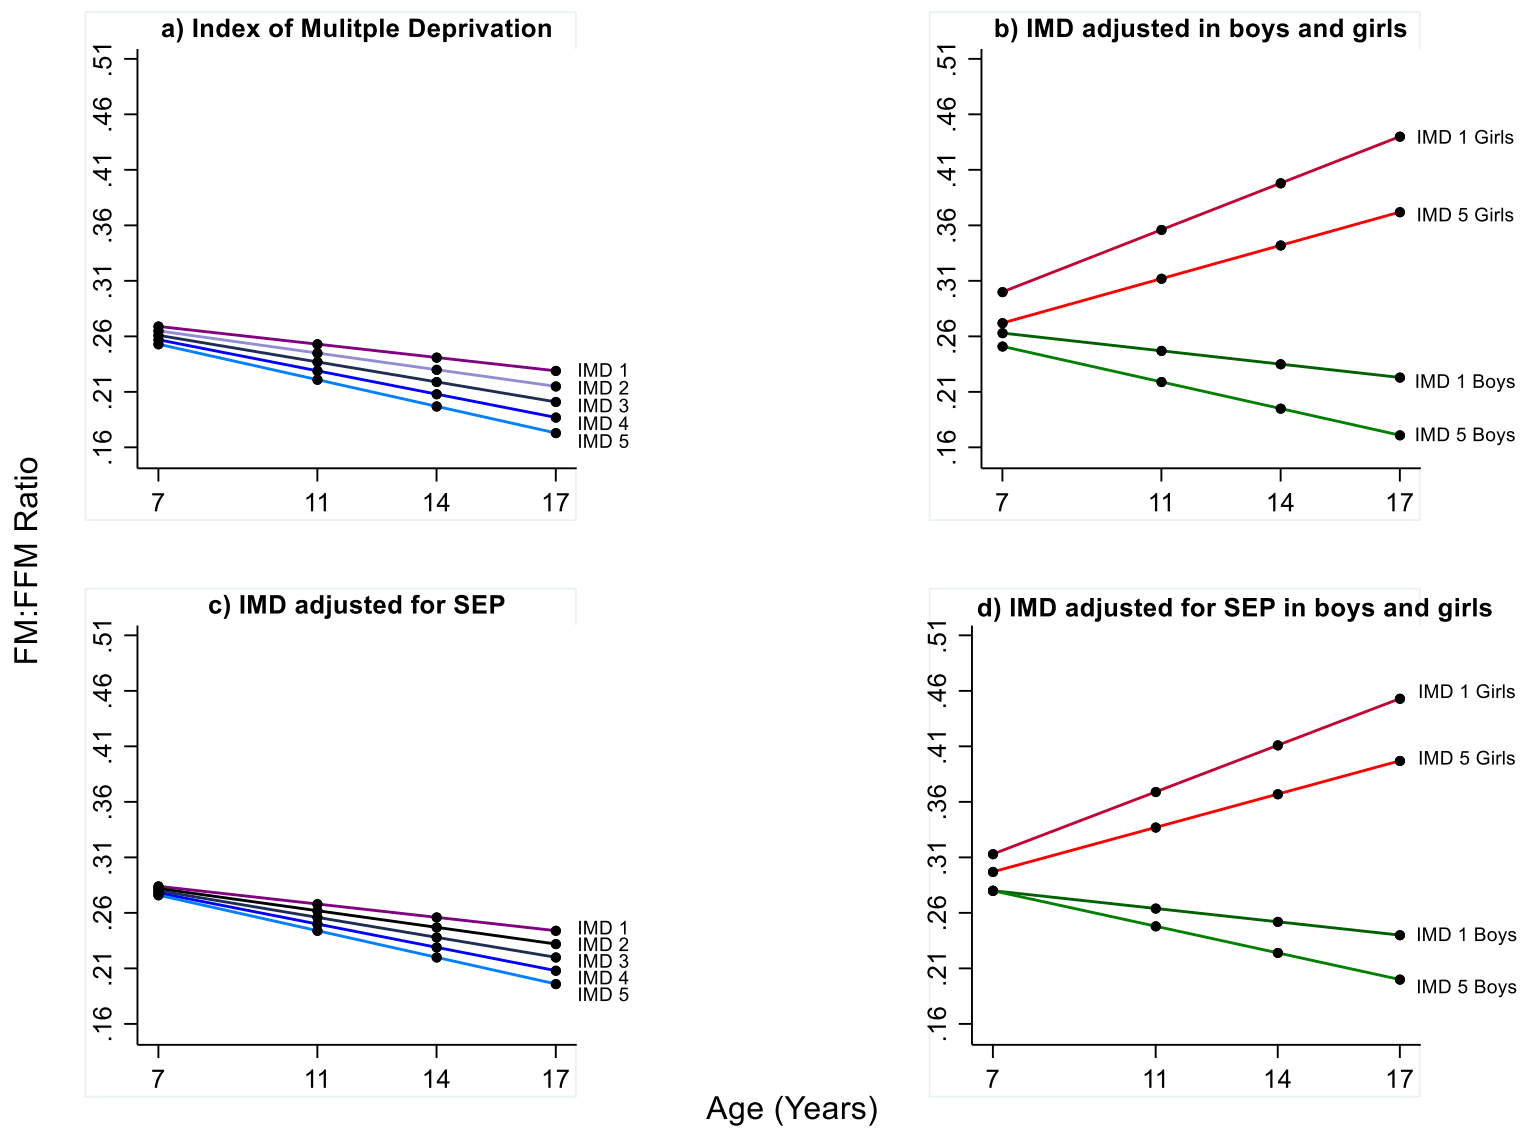 a) Index of Mulitple Deprivation
.51
.46
.41
.36
.31
.26
.21
.16
IMD 1
IMD 2
IMD 3
IMD 4
IMD 5
7 11 14 17
b) IMD adjusted in boys and girls
.51
.46
.41
.36
.31
.26
.21
.16
IMD 1 Girls
IMD 5 Girls
IMD 1 Boys
IMD 5 Boys
7 11 14 17
FM:FFM Ratio
c) IMD adjusted for SEP
.51
.46
.41
.36
.31
.26
.21
.16
IMD 1
IMD 2
IMD 3
IMD 4
IMD 5
7 11 14 17
d) IMD adjusted for SEP in boys and girls
.51
.46
.41
.36
.31
.26
.21
.16
IMD 1 Girls
IMD 5 Girls
IMD 1 Boys
IMD 5 Boys
7 11 14 17
Age (Years)